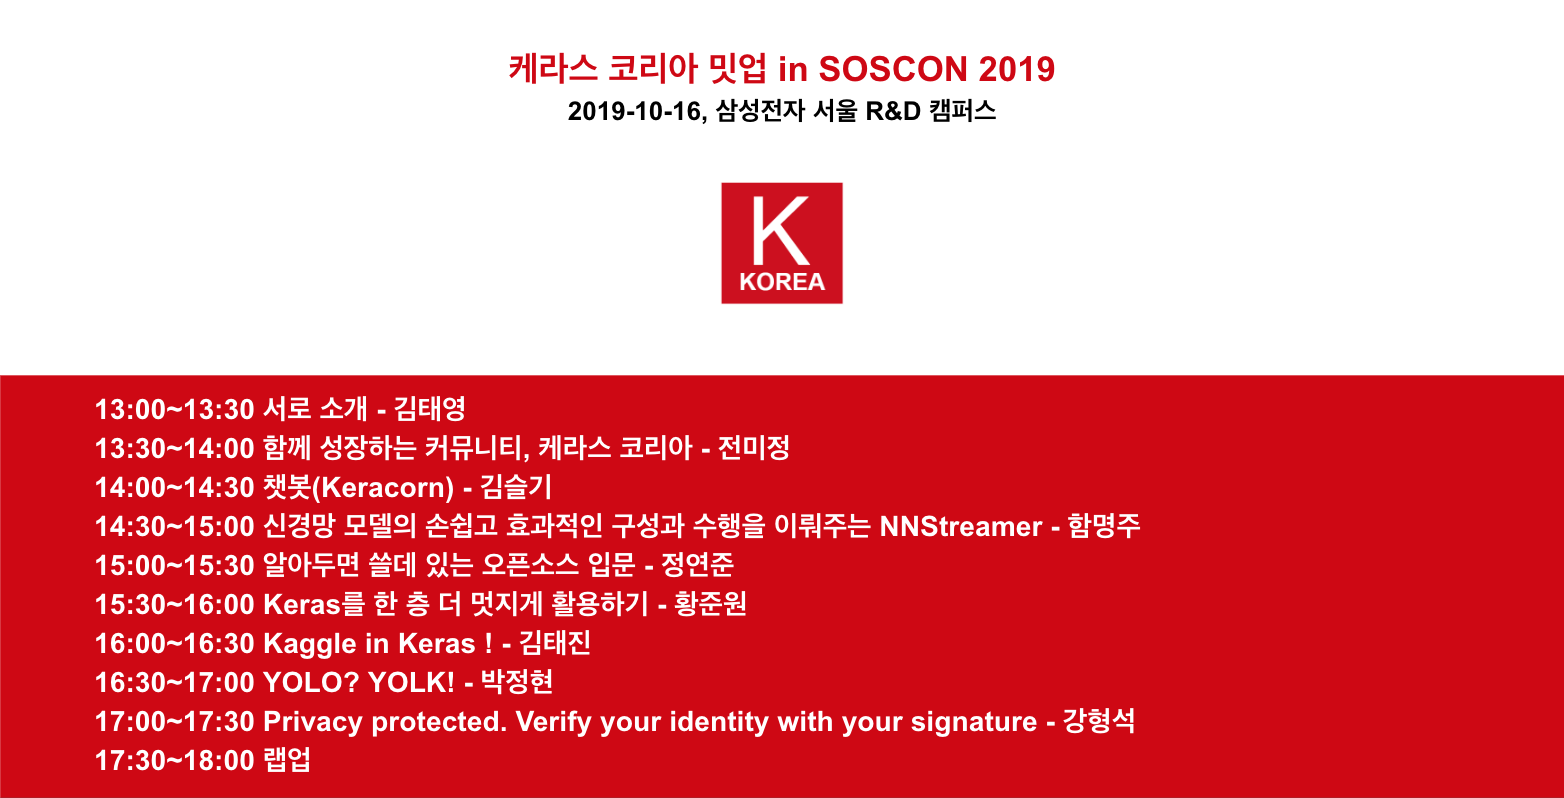 케라스 코리아 밋업 in SOSCON 2019
2019-10-16, 삼성전자 서울 R&D 캠퍼스
K
KOREA
13:00~13:30 서로 소개 - 김태영
13:30~14:00 함께 성장하는 커뮤니티, 케라스 코리아 - 전미정
14:00~14:30 챗봇(Keracorn) - 김슬기
14:30~15:00 신경망 모델의 손쉽고 효과적인 구성과 수행을 이뤄주는 NNStreamer - 함명주
15:00~15:30 알아두면 쓸데 있는 오픈소스 입문 - 정연준
15:30~16:00 Keras를 한 층 더 멋지게 활용하기 - 황준원
16:00~16:30 Kaggle in Keras ! - 김태진
16:30~17:00 YOLO? YOLK! - 박정현
17:00~17:30 Privacy protected. Verify your identity with your signature - 강형석
17:30~18:00 랩업